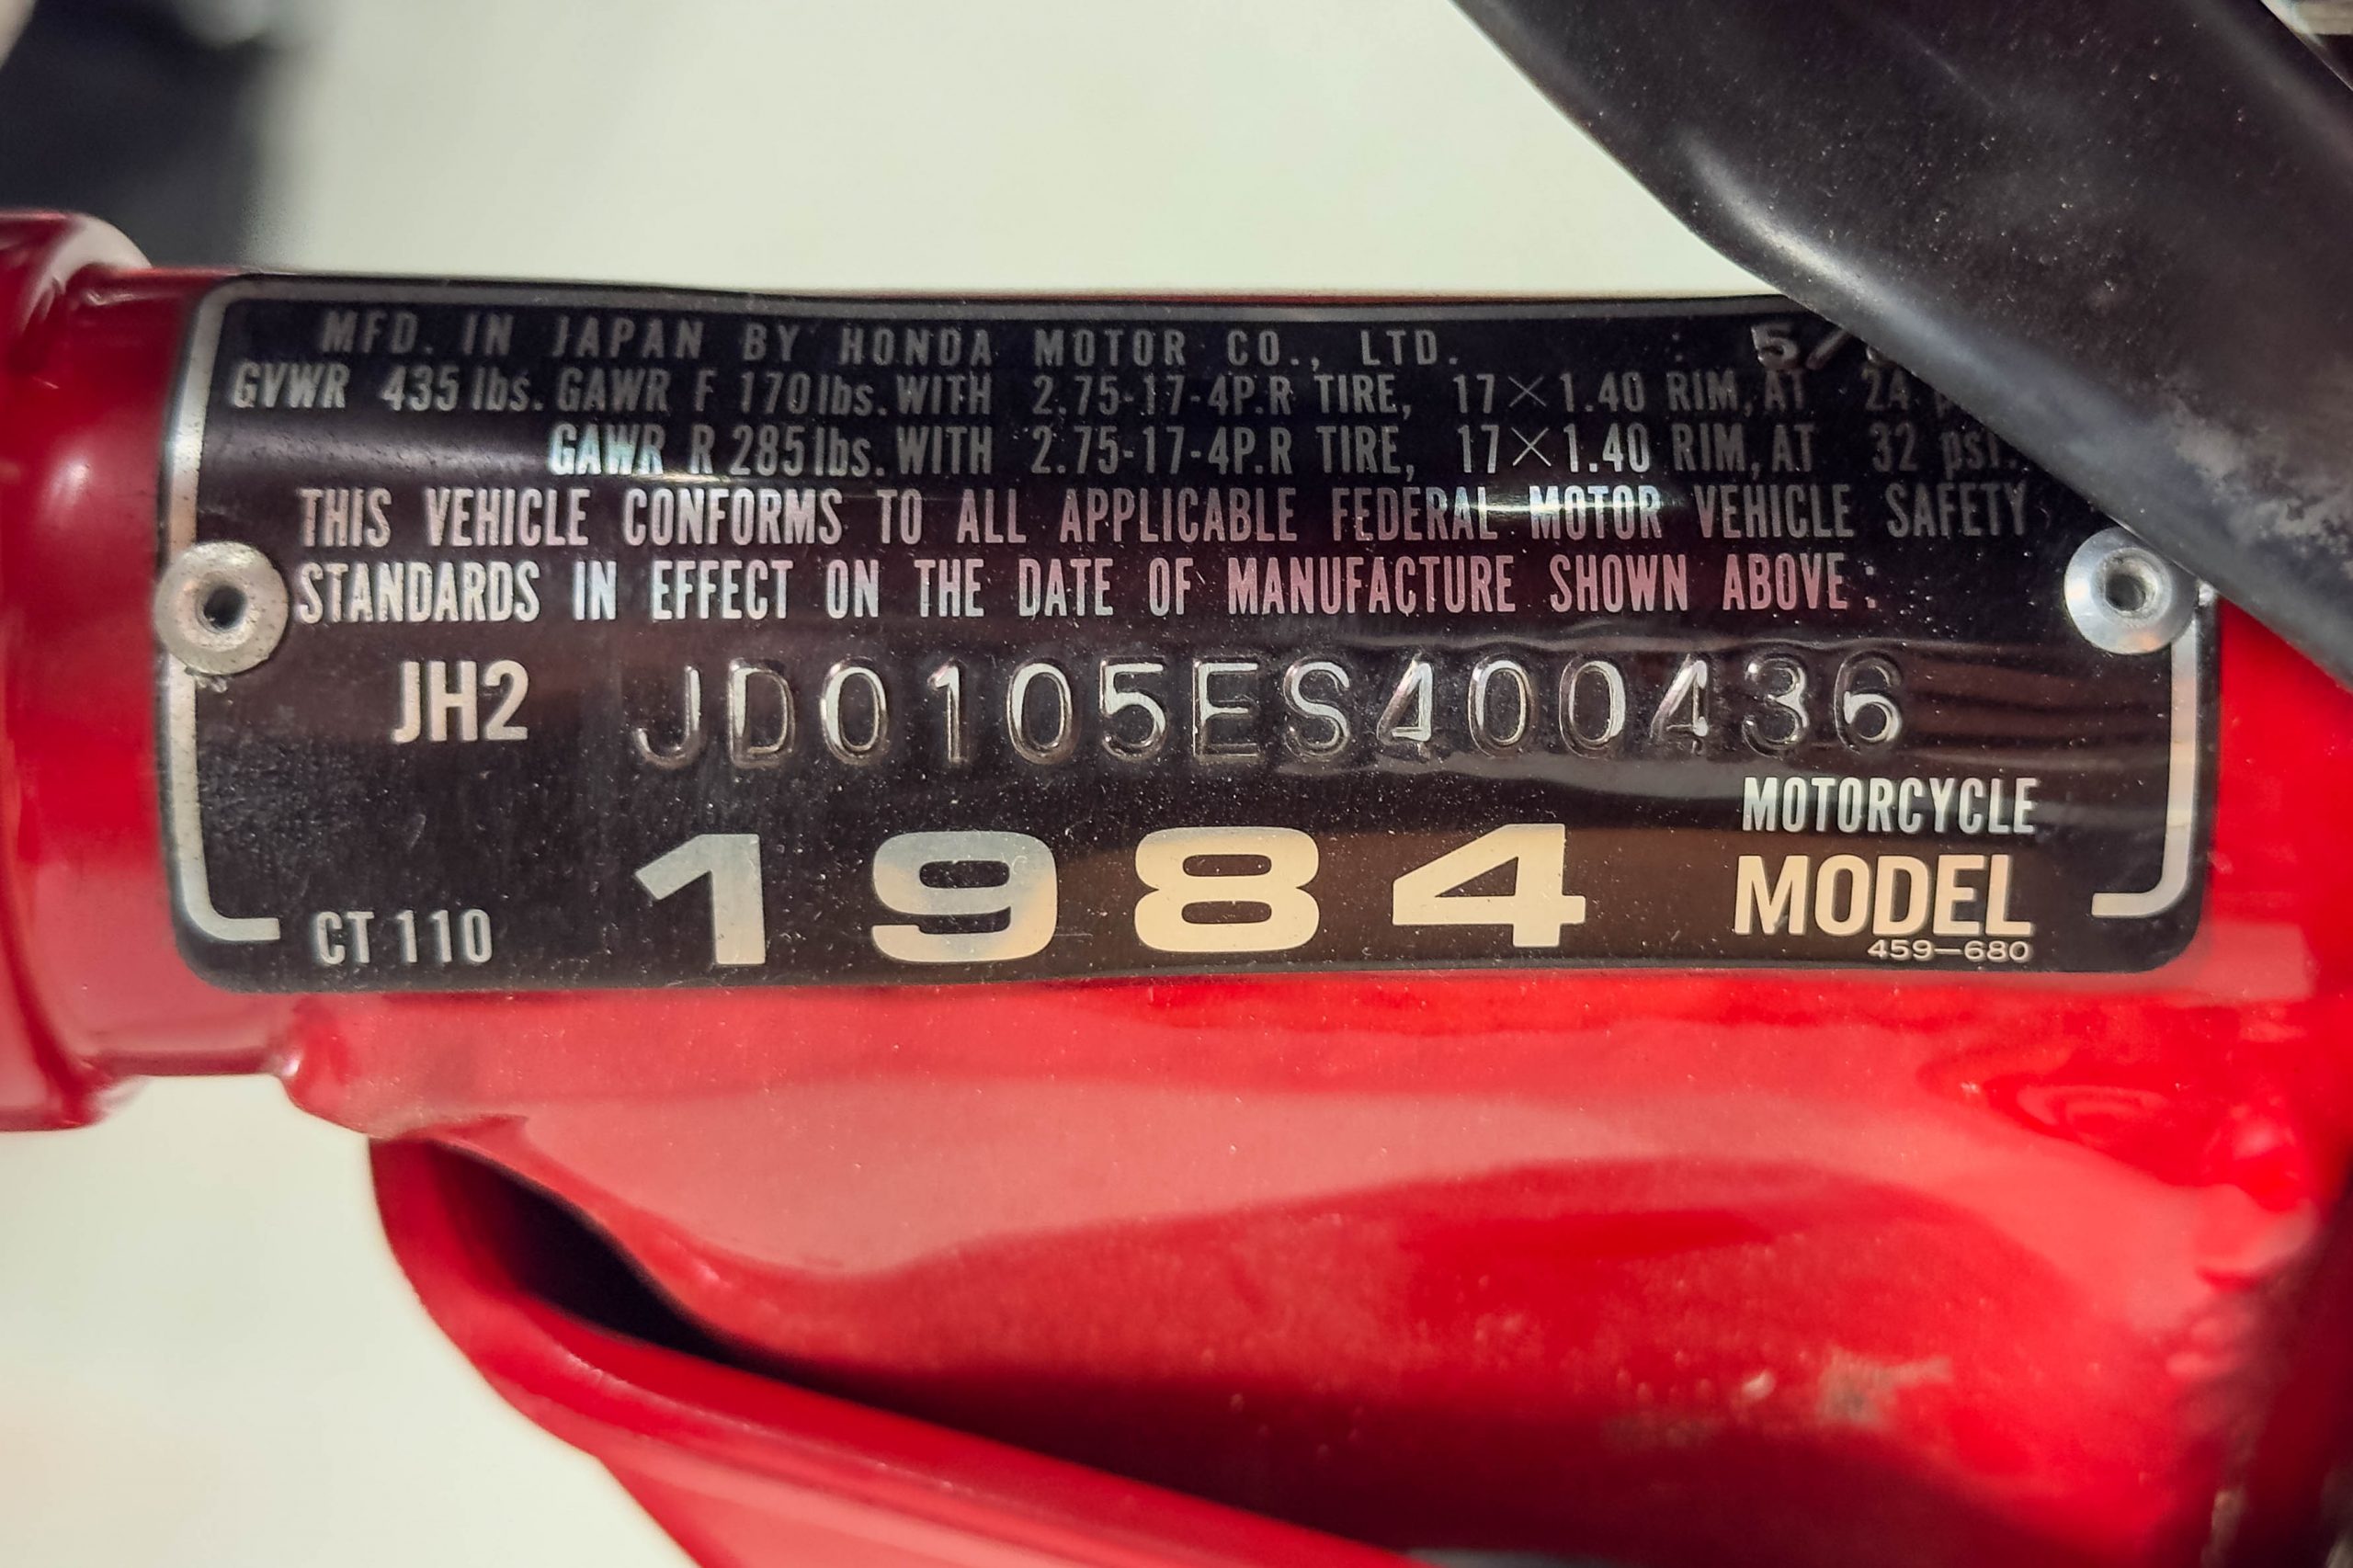 MFD. IN JAPAN BY HONDA MOTOR CO., LTD. : 5/
GVWR 435 lbs. GAWR F 170 lbs. WITH 2.75-17-4P.R TIRE, 17×1.40 RIM, AT 24
GAWR R 285 lbs. WITH 2.75-17-4P.R TIRE, 17×1.40 RIM, AT 32 psi.
THIS VEHICLE CONFORMS TO ALL APPLICABLE FEDERAL MOTOR VEHICLE SAFETY
STANDARDS IN EFFECT ON THE DATE OF MANUFACTURE SHOWN ABOVE:
JH2 JD0105ES400436
MOTORCYCLE
CT 110 1984 MODEL
459-680